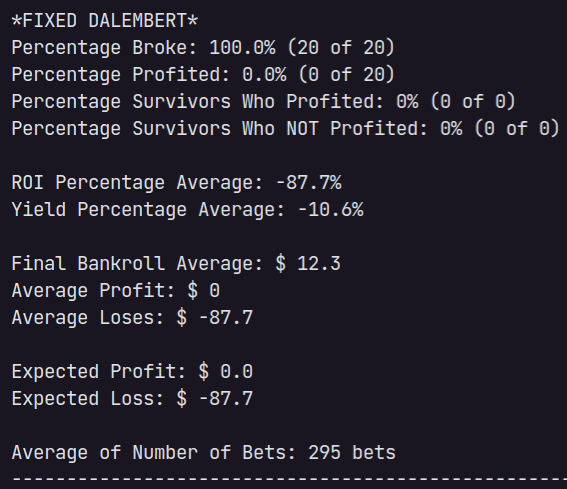 *FIXED DALEMBERT*
Percentage Broke: 100.0% (20 of 20)
Percentage Profited: 0.0% (0 of 20)
Percentage Survivors Who Profited: 0% (0 of 0)
Percentage Survivors Who NOT Profited: 0% (0 of 0)
ROI Percentage Average: -87.7%
Yield Percentage Average: -10.6%
Final Bankroll Average: $ 12.3
Average Profit: $ 0
Average Loses: $ -87.7
Expected Profit: $ 0.0
Expected Loss: $ -87.7
Average of Number of Bets: 295 bets
---------------------------------------------------